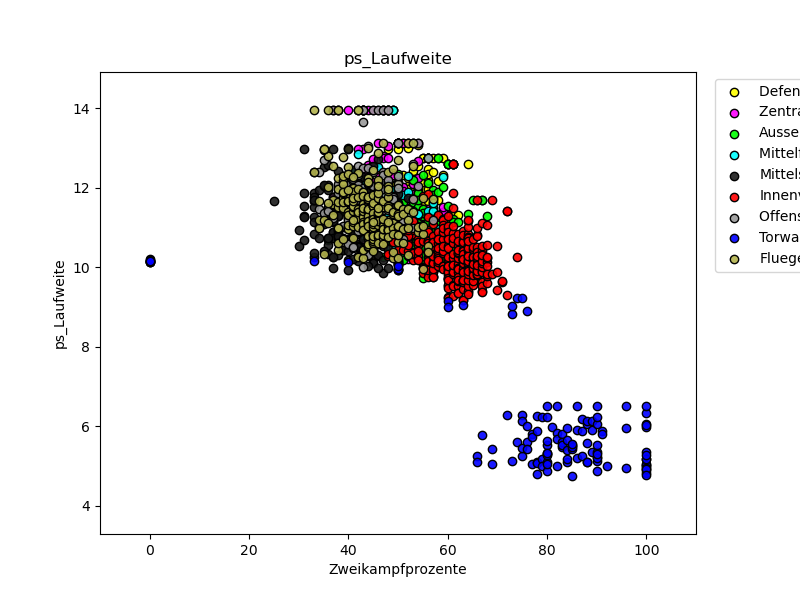 ps_Laufweite
14
12
10
8
6
4
ps_Laufweite
0 20 40 60 80 100
Zweikampfprozente
Defen
Zentra
Ausse
Mittelf
Mittels
Innenv
Offens
Torwa
Fluege